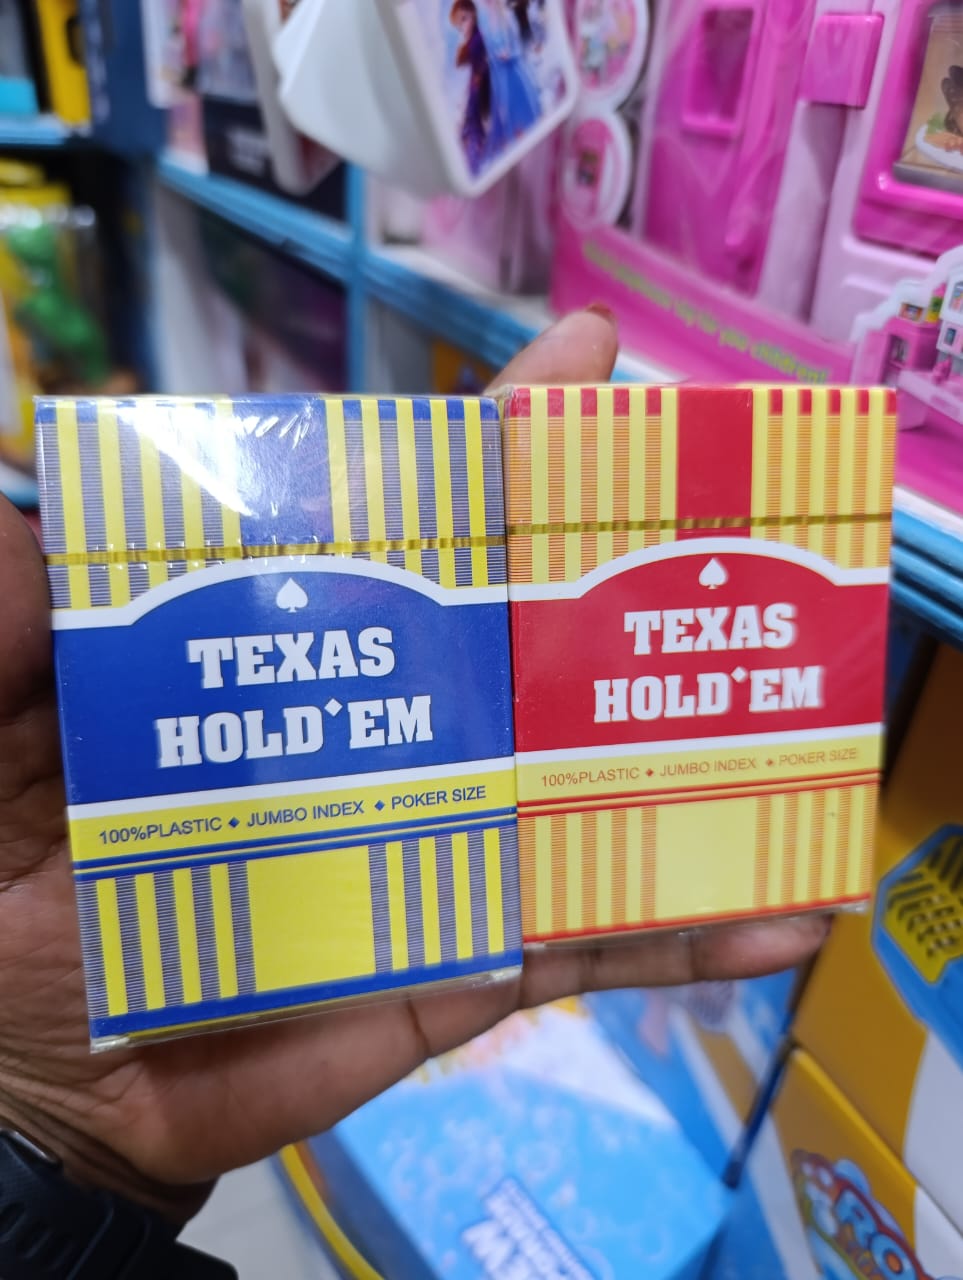 TEXAS
HOLD'EM
100%PLASTIC ◆ JUMBO INDEX ◆ POKER SIZE
TEXAS
HOLD'EM
100%PLASTIC ◆ JUMBO INDEX ◆ POKER SIZE